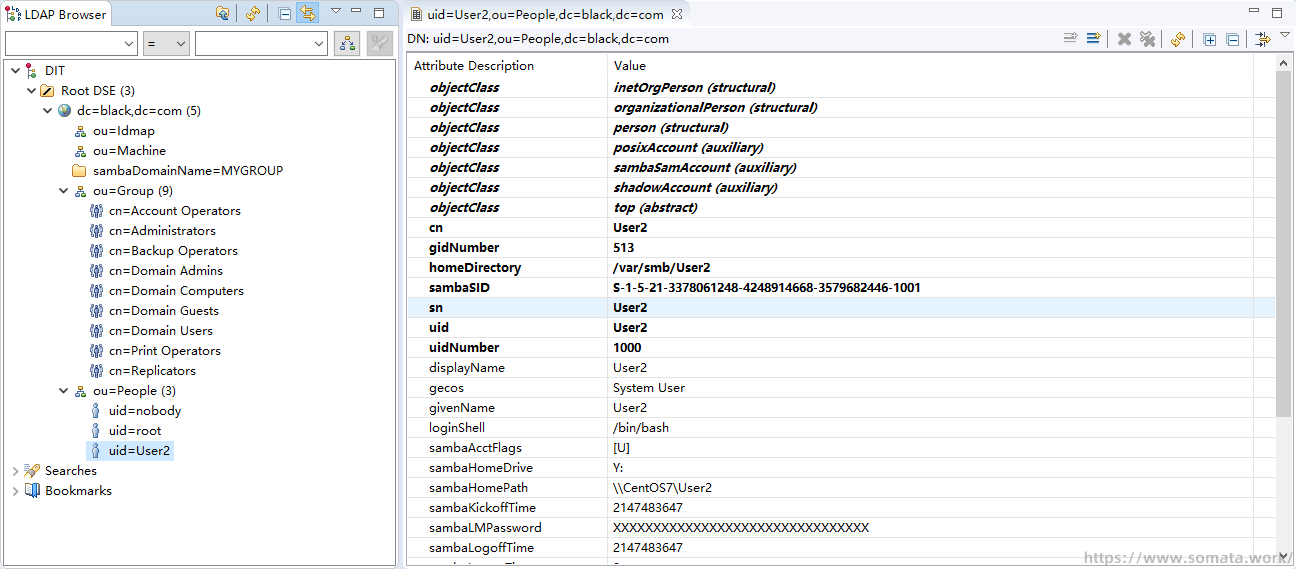 LDAP Browser
=
DIT
Root DSE (3)
dc=black,dc=com (5)
ou=Idmap
ou=Machine
sambaDomainName=MYGROUP
ou=Group (9)
cn=Account Operators
cn=Administrators
cn=Backup Operators
cn=Domain Admins
cn=Domain Computers
cn=Domain Guests
cn=Domain Users
cn=Print Operators
cn=Replicators
ou=People (3)
uid=nobody
uid=root
uid=User2
Searches
Bookmarks
uid=User2,ou=People,dc=black,dc=com
DN: uid=User2,ou=People,dc=black,dc=com
Attribute Description Value
objectClass inetOrgPerson (structural)
objectClass organizationalPerson (structural)
objectClass person (structural)
objectClass posixAccount (auxiliary)
objectClass sambaSamAccount (auxiliary)
objectClass shadowAccount (auxiliary)
objectClass top (abstract)
cn User2
gidNumber 513
homeDirectory /var/smb/User2
sambaSID S-1-5-21-3378061248-4248914668-3579682446-1001
sn User2
uid User2
uidNumber 1000
displayName User2
gecos System User
givenName User2
loginShell /bin/bash
sambaAcctFlags [U]
sambaHomeDrive Y:
sambaHomePath \\CentOS7\User2
sambaKickoffTime 2147483647
sambaLMPassword XXXXXXXXXXXXXXXXXXXXXXXXXXXXXXXX
sambaLogoffTime 2147483647
https://www.somata.work/